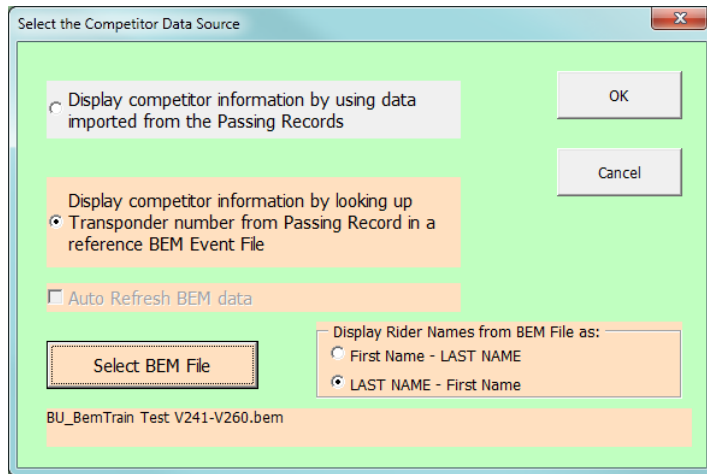 Select the Competitor Data Source
Display competitor information by using data
imported from the Passing Records
OK
Cancel
Display competitor information by looking up
Transponder number from Passing Record in a
reference BEM Event File
Auto Refresh BEM data
Select BEM File
Display Rider Names from BEM File as:
First Name - LAST NAME
LAST NAME - First Name
BU_BemTrain Test V241-V260.bem